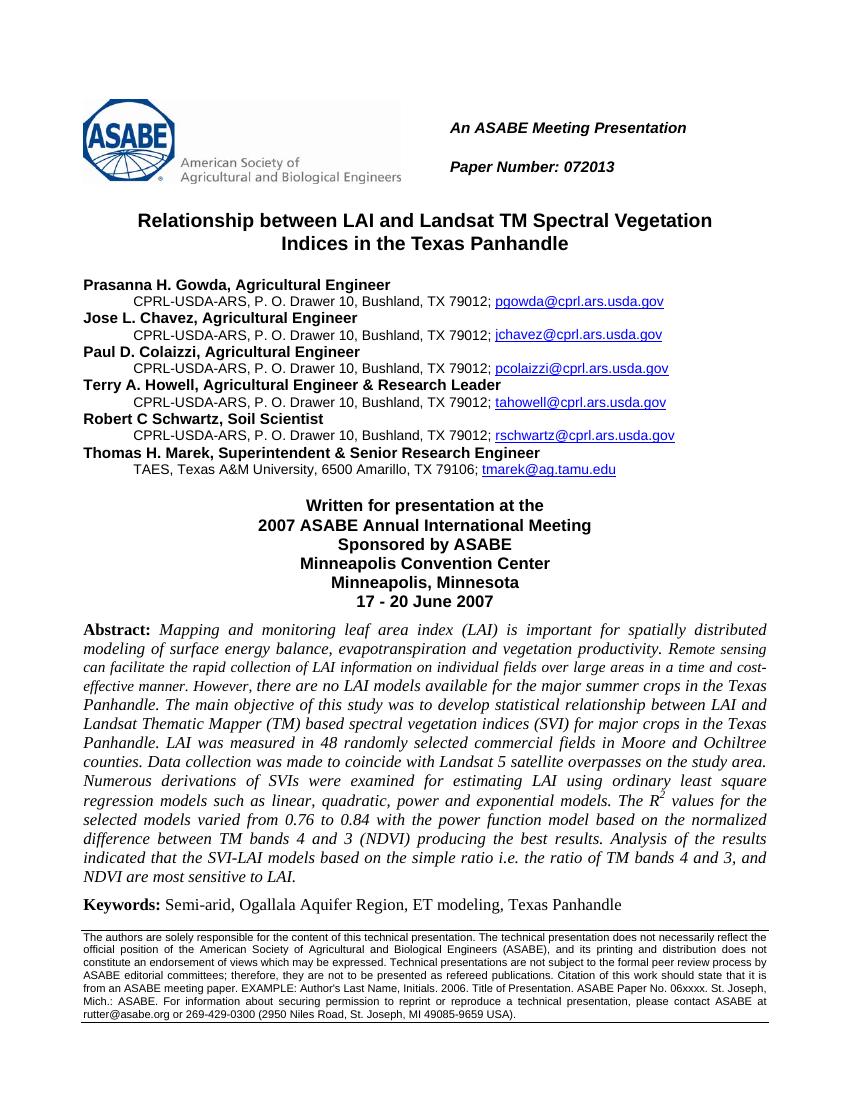 ASABE
®
American Society of
Agricultural and Biological Engineers
An ASABE Meeting Presentation
Paper Number: 072013
Relationship between LAI and Landsat TM Spectral Vegetation
Indices in the Texas Panhandle
Prasanna H. Gowda, Agricultural Engineer
CPRL-USDA-ARS, P. O. Drawer 10, Bushland, TX 79012; pgowda@cprl.ars.usda.gov
Jose L. Chavez, Agricultural Engineer
CPRL-USDA-ARS, P. O. Drawer 10, Bushland, TX 79012; jchavez@cprl.ars.usda.gov
Paul D. Colaizzi, Agricultural Engineer
CPRL-USDA-ARS, P. O. Drawer 10, Bushland, TX 79012; pcolaizzi@cprl.ars.usda.gov
Terry A. Howell, Agricultural Engineer & Research Leader
CPRL-USDA-ARS, P. O. Drawer 10, Bushland, TX 79012; tahowell@cprl.ars.usda.gov
Robert C Schwartz, Soil Scientist
CPRL-USDA-ARS, P. O. Drawer 10, Bushland, TX 79012; rschwartz@cprl.ars.usda.gov
Thomas H. Marek, Superintendent & Senior Research Engineer
TAES, Texas A&M University, 6500 Amarillo, TX 79106; tmarek@ag.tamu.edu
Written for presentation at the
2007 ASABE Annual International Meeting
Sponsored by ASABE
Minneapolis Convention Center
Minneapolis, Minnesota
17 - 20 June 2007
Abstract: Mapping and monitoring leaf area index (LAI) is important for spatially distributed
modeling of surface energy balance, evapotranspiration and vegetation productivity. Remote sensing
can facilitate the rapid collection of LAI information on individual fields over large areas in a time and cost-
effective manner. However, there are no LAI models available for the major summer crops in the Texas
Panhandle. The main objective of this study was to develop statistical relationship between LAI and
Landsat Thematic Mapper (TM) based spectral vegetation indices (SVI) for major crops in the Texas
Panhandle. LAI was measured in 48 randomly selected commercial fields in Moore and Ochiltree
counties. Data collection was made to coincide with Landsat 5 satellite overpasses on the study area.
Numerous derivations of SVIs were examined for estimating LAI using ordinary least square
regression models such as linear, quadratic, power and exponential models. The R2 values for the
selected models varied from 0.76 to 0.84 with the power function model based on the normalized
difference between TM bands 4 and 3 (NDVI) producing the best results. Analysis of the results
indicated that the SVI-LAI models based on the simple ratio i.e. the ratio of TM bands 4 and 3, and
NDVI are most sensitive to LAI.
Keywords: Semi-arid, Ogallala Aquifer Region, ET modeling, Texas Panhandle
The authors are solely responsible for the content of this technical presentation. The technical presentation does not necessarily reflect the
official position of the American Society of Agricultural and Biological Engineers (ASABE), and its printing and distribution does not
constitute an endorsement of views which may be expressed. Technical presentations are not subject to the formal peer review process by
ASABE editorial committees; therefore, they are not to be presented as refereed publications. Citation of this work should state that it is
from an ASABE meeting paper. EXAMPLE: Author's Last Name, Initials. 2006. Title of Presentation. ASABE Paper No. 06xxxx. St. Joseph,
Mich.: ASABE. For information about securing permission to reprint or reproduce a technical presentation, please contact ASABE at
rutter@asabe.org or 269-429-0300 (2950 Niles Road, St. Joseph, MI 49085-9659 USA).